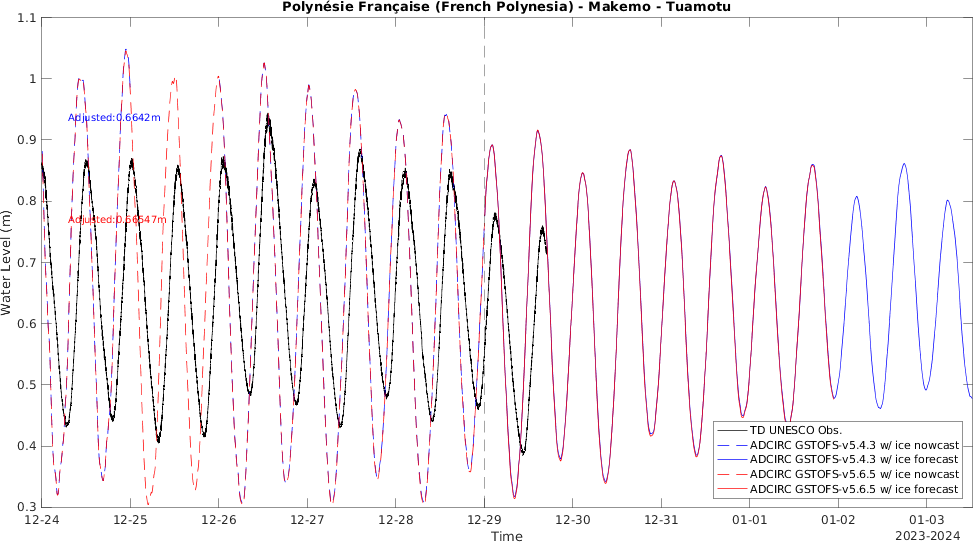 Polynésie Française (French Polynesia) - Makemo - Tuamotu
1.1
1
0.9
0.8
0.7
0.6
0.5
0.4
0.3
Water Level (m)
Adjusted:0.6642m
Adjusted:0.66547m
TD UNESCO Obs.
ADCIRC GSTOFS-v5.4.3 w/ ice nowcast
ADCIRC GSTOFS-v5.4.3 w/ ice forecast
ADCIRC GSTOFS-v5.6.5 w/ ice nowcast
ADCIRC GSTOFS-v5.6.5 w/ ice forecast
12-24 12-25 12-26 12-27 12-28 12-29 12-30 12-31 01-01 01-02 01-03
Time
2023-2024